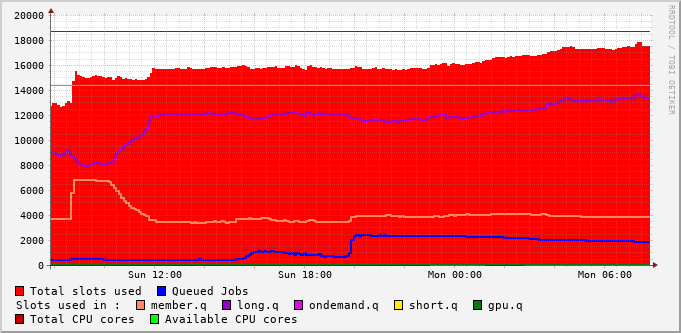 20000
18000
16000
14000
12000
10000
8000
6000
4000
2000
0
Sun 12:00 Sun 18:00 Mon 00:00 Mon 06:00
RRDTOOL / TOBI OETIKER
Total slots used Queued Jobs
Slots used in : member.q long.q ondemand.q short.q gpu.q
Total CPU cores Available CPU cores